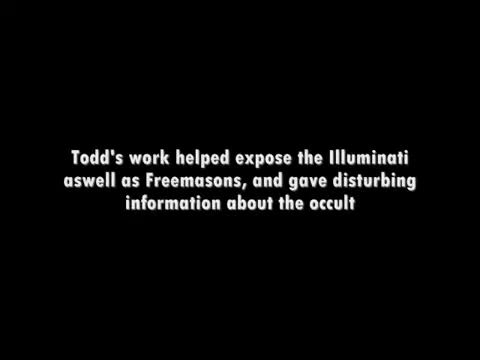 Todd's work helped expose the Illuminati
aswell as Freemasons, and gave disturbing
information about the occult